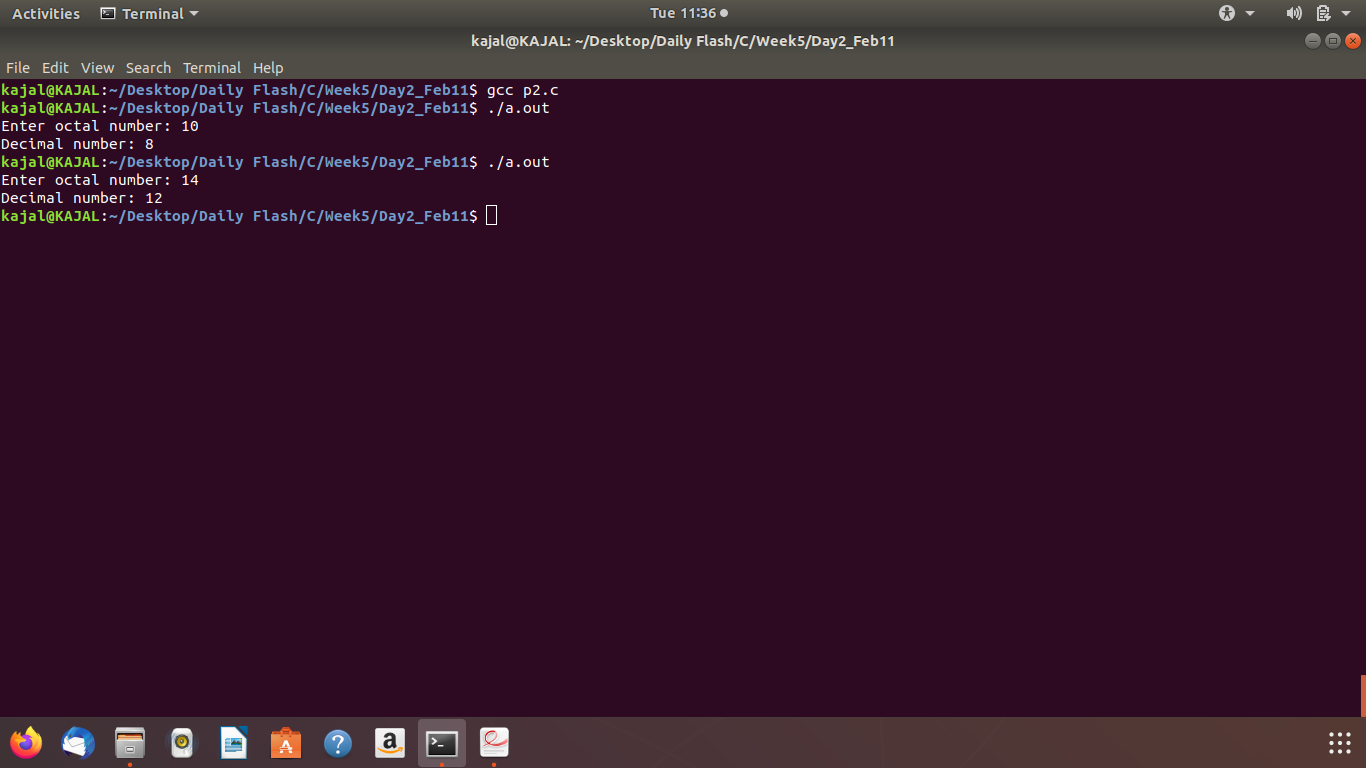 Activities Terminal Tue 11:36
kajal@KAJAL: ~/Desktop/Daily Flash/C/Week5/Day2_Feb11
File Edit View Search Terminal Help
kajal@KAJAL:~/Desktop/Daily Flash/C/Week5/Day2_Feb11$ gcc p2.c
kajal@KAJAL:~/Desktop/Daily Flash/C/Week5/Day2_Feb11$ ./a.out
Enter octal number: 10
Decimal number: 8
kajal@KAJAL:~/Desktop/Daily Flash/C/Week5/Day2_Feb11$ ./a.out
Enter octal number: 14
Decimal number: 12
kajal@KAJAL:~/Desktop/Daily Flash/C/Week5/Day2_Feb11$